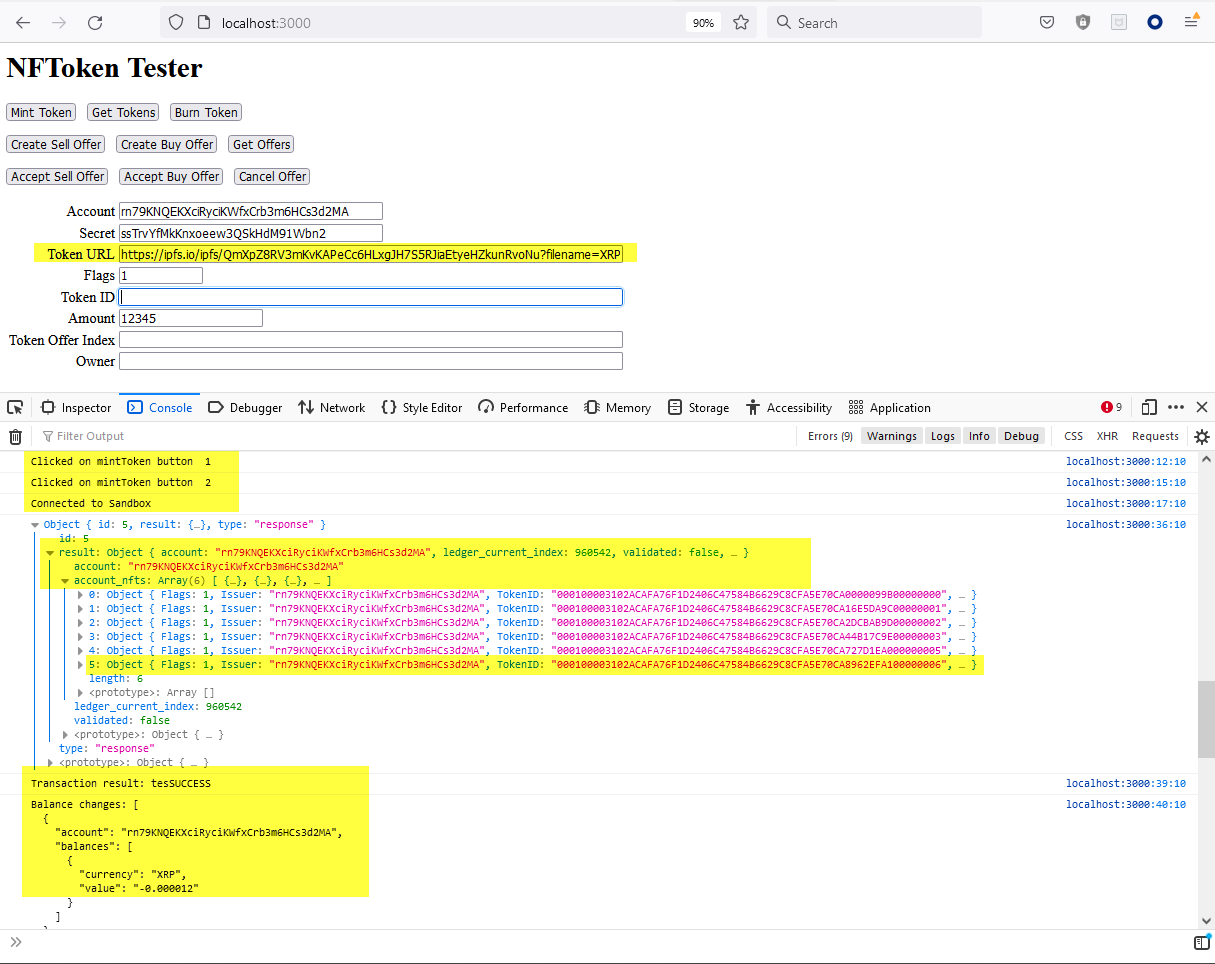 localhost:3000
90%
Search
NFToken Tester
Mint Token Get Tokens Burn Token
Create Sell Offer Create Buy Offer Get Offers
Accept Sell Offer Accept Buy Offer Cancel Offer
Account rn79KNQEKXciRyciKWfxCrb3m6HCs3d2MA
Secret ssTrvYfMkKnxoeew3QSkHdM91Wbn2
Token URL https://ipfs.io/ipfs/QmXpZ8RV3mKvKAPeCc6HLxgJH7S5RJiaEtyeHZkunRvoNu?filename=XRP
Flags 1
Token ID
Amount 12345
Token Offer Index
Owner
Inspector Console Debugger Network Style Editor Performance Memory Storage Accessibility Application 9
Filter Output Errors (9) Warnings Logs Info Debug CSS XHR Requests
Clicked on mintToken button 1 localhost:3000:12:10
Clicked on mintToken button 2 localhost:3000:15:10
Connected to Sandbox localhost:3000:17:10
Object { id: 5, result: {…}, type: "response" } localhost:3000:36:10
id: 5
result: Object { account: "rn79KNQEKXciRyciKWfxCrb3m6HCs3d2MA", ledger_current_index: 960542, validated: false, … }
account: "rn79KNQEKXciRyciKWfxCrb3m6HCs3d2MA"
account_nfts: Array(6) [ {…}, {…}, {…}, … ]
0: Object { Flags: 1, Issuer: "rn79KNQEKXciRyciKWfxCrb3m6HCs3d2MA", TokenID: "000100003102ACAFA76F1D2406C47584B6629C8CFA5E70CA0000099B00000000", … }
1: Object { Flags: 1, Issuer: "rn79KNQEKXciRyciKWfxCrb3m6HCs3d2MA", TokenID: "000100003102ACAFA76F1D2406C47584B6629C8CFA5E70CA16E5DA9C00000001", … }
2: Object { Flags: 1, Issuer: "rn79KNQEKXciRyciKWfxCrb3m6HCs3d2MA", TokenID: "000100003102ACAFA76F1D2406C47584B6629C8CFA5E70CA2DCBAB9D00000002", … }
3: Object { Flags: 1, Issuer: "rn79KNQEKXciRyciKWfxCrb3m6HCs3d2MA", TokenID: "000100003102ACAFA76F1D2406C47584B6629C8CFA5E70CA44B17C9E00000003", … }
4: Object { Flags: 1, Issuer: "rn79KNQEKXciRyciKWfxCrb3m6HCs3d2MA", TokenID: "000100003102ACAFA76F1D2406C47584B6629C8CFA5E70CA727D1EA000000005", … }
5: Object { Flags: 1, Issuer: "rn79KNQEKXciRyciKWfxCrb3m6HCs3d2MA", TokenID: "000100003102ACAFA76F1D2406C47584B6629C8CFA5E70CA8962EFA100000006", … }
length: 6
<prototype>: Array []
ledger_current_index: 960542
validated: false
<prototype>: Object { … }
type: "response"
<prototype>: Object { … }
Transaction result: tesSUCCESS localhost:3000:39:10
Balance changes: [ localhost:3000:40:10
{
"account": "rn79KNQEKXciRyciKWfxCrb3m6HCs3d2MA",
"balances": [
{
"currency": "XRP",
"value": "-0.000012"
}
]